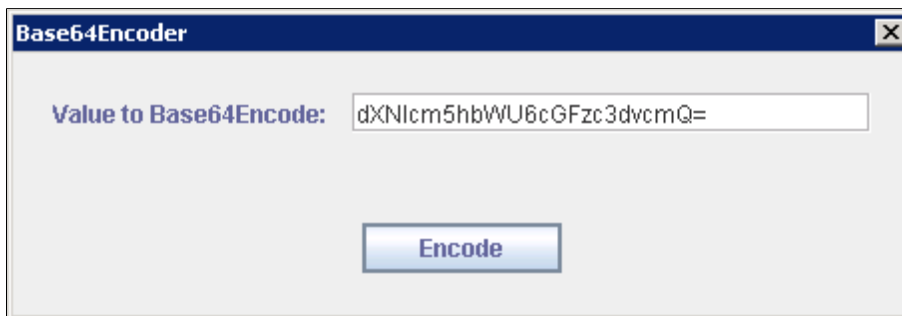 Base64Encoder
Value to Base64Encode: dXNlcm5hbWU6cGFzc3dvcmQ=
Encode